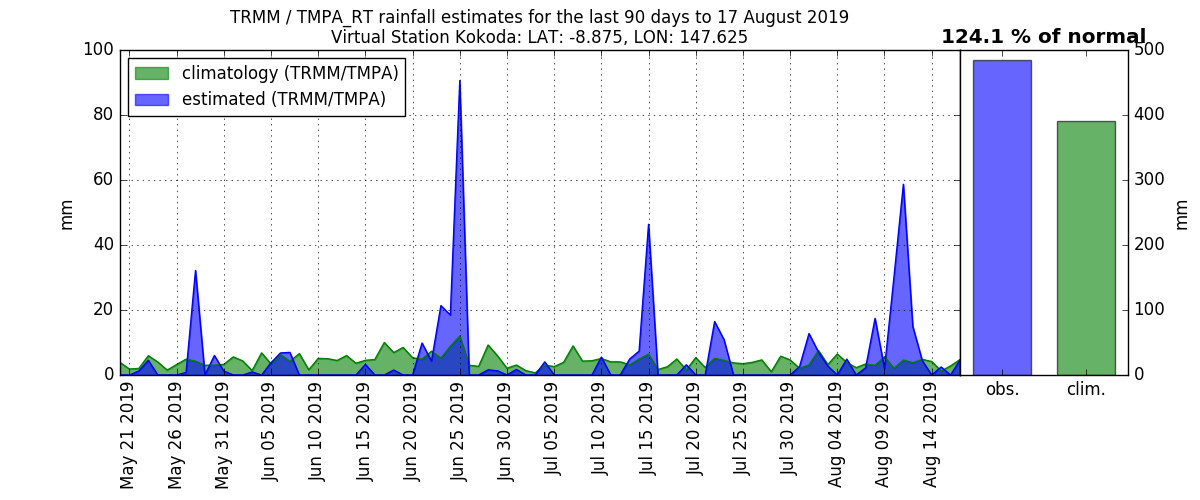 TRMM / TMPA_RT rainfall estimates for the last 90 days to 17 August 2019
Virtual Station Kokoda: LAT: -8.875, LON: 147.625
124.1 % of normal
climatology (TRMM/TMPA)
estimated (TRMM/TMPA)
100
80
60
40
20
0
mm
500
400
300
200
100
0
mm
obs.
clim.
May 21 2019
May 26 2019
May 31 2019
Jun 05 2019
Jun 10 2019
Jun 15 2019
Jun 20 2019
Jun 25 2019
Jun 30 2019
Jul 05 2019
Jul 10 2019
Jul 15 2019
Jul 20 2019
Jul 25 2019
Jul 30 2019
Aug 04 2019
Aug 09 2019
Aug 14 2019